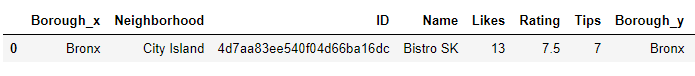 Borough_x Neighborhood ID Name Likes Rating Tips Borough_y
0 Bronx City Island 4d7aa83ee540f04d66ba16dc Bistro SK 13 7.5 7 Bronx